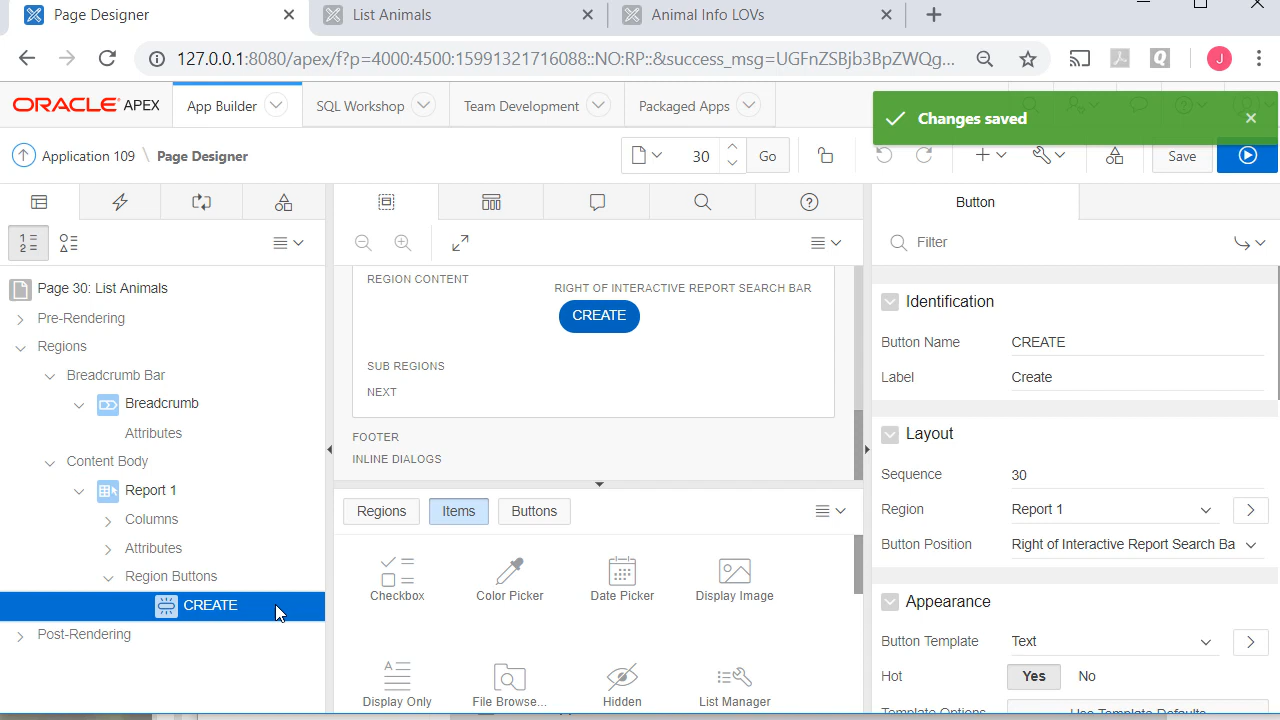 Page Designer
List Animals
Animal Info LOVs
127.0.0.1:8080/apex/f?p=4000:4500:15991321716088::NO:RP::&success_msg=UGFnZSBjb3BpZWQg...
J
ORACLE APEX
App Builder
SQL Workshop
Team Development
Packaged Apps
Changes saved
Application 109 \ Page Designer
30
Go
Save
Button
Filter
Page 30: List Animals
Pre-Rendering
Regions
Breadcrumb Bar
Breadcrumb
Attributes
Content Body
Report 1
Columns
Attributes
Region Buttons
CREATE
Post-Rendering
REGION CONTENT
RIGHT OF INTERACTIVE REPORT SEARCH BAR
CREATE
SUB REGIONS
NEXT
FOOTER
INLINE DIALOGS
Regions
Items
Buttons
Checkbox
Color Picker
Date Picker
Display Image
Display Only
File Browse...
Hidden
List Manager
Identification
Button Name
CREATE
Label
Create
Layout
Sequence
30
Region
Report 1
Button Position
Right of Interactive Report Search Ba
Appearance
Button Template
Text
Hot
Yes
No
Template Options
Use Template Defaults